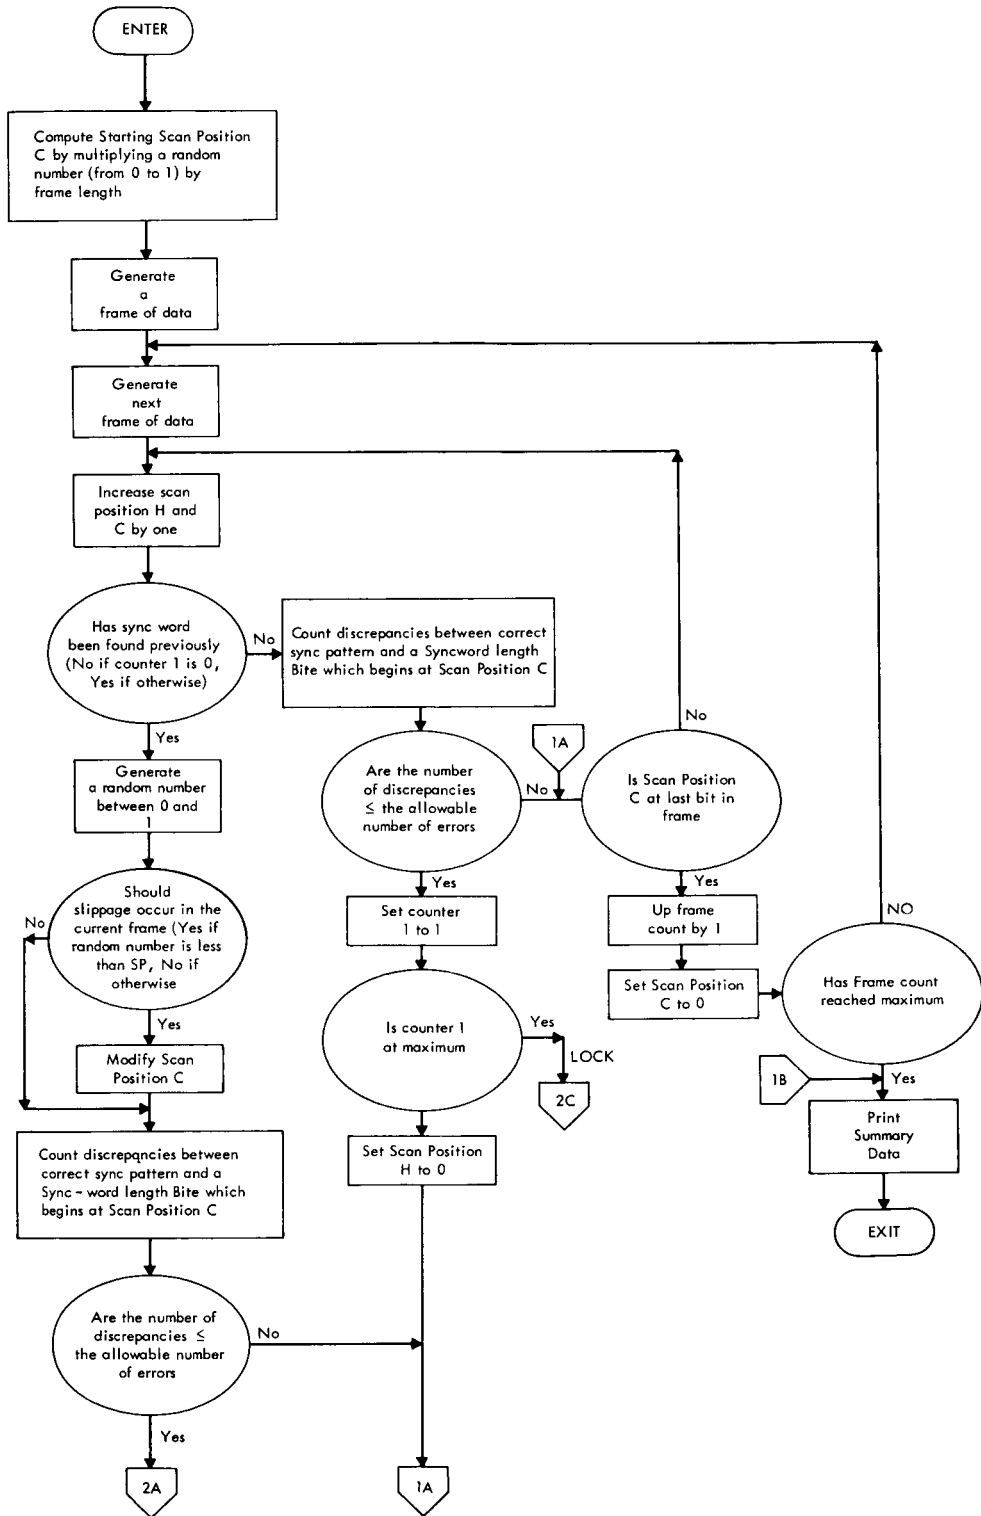 ENTER
Compute Starting Scan Position
C by multiplying a random
number (from 0 to 1) by
frame length
Generate
a
frame of data
Generate
next
frame of data
Increase scan
position H and
C by one
Has sync word
been found previously
(No if counter 1 is 0,
Yes if otherwise)
No
Count discrepancies between correct
sync pattern and a Syncword length
Bite which begins at Scan Position C
Yes
Generate
a random number
between 0 and
1
Should
slippage occur in the
current frame (Yes if
random number is less
than SP, No if
otherwise
No
Yes
Modify Scan
Position C
Count discrepancies between
correct sync pattern and a
Sync-word length Bite which
begins at Scan Position C
Are the number of
discrepancies ≤
the allowable number
of errors
No
Yes
2A
Are the number
of discrepancies
≤ the allowable
number of errors
No
Yes
Set counter
1 to 1
Is counter 1
at maximum
Yes
LOCK
2C
Set Scan Position
H to 0
1A
1A
Is Scan Position
C at last bit in
frame
No
Yes
Up frame
count by 1
Set Scan Position
C to 0
Has Frame count
reached maximum
NO
Yes
1B
Print
Summary
Data
EXIT